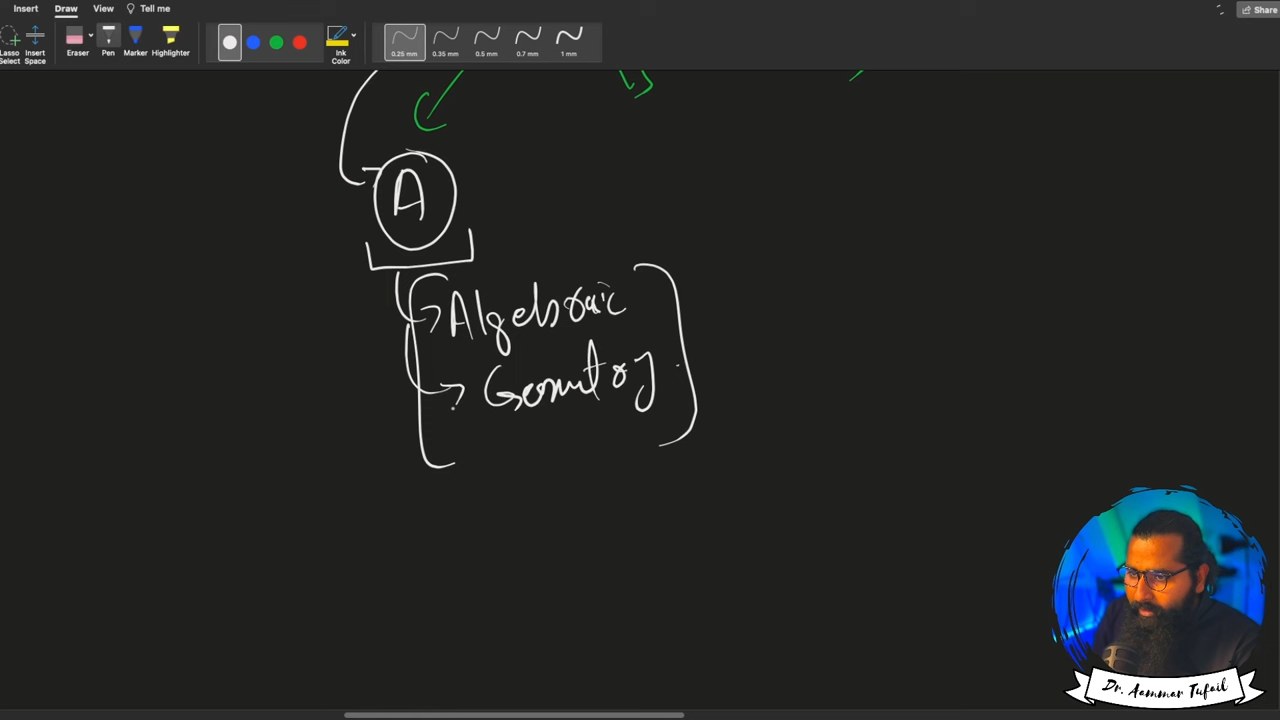 Insert Draw View Tell me Share
Lasso Select
Insert Space
Eraser
Pen
Marker
Highlighter
Ink Color
0.25 mm
0.35 mm
0.5 mm
0.7 mm
1 mm
A
Algebraic
Geomtry
Dr. Aammar Tufail